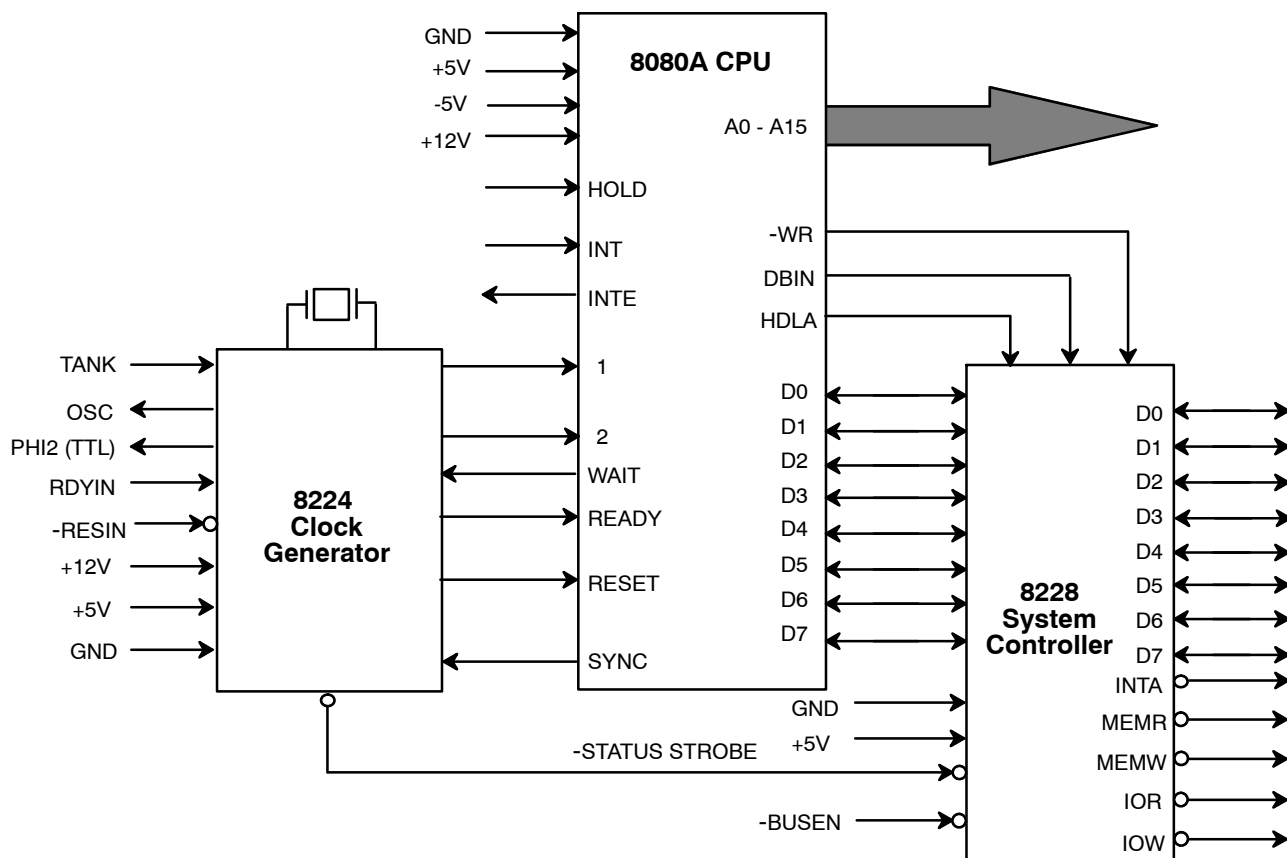 GND
+5V
-5V
+12V
8080A CPU
A0 - A15
HOLD
INT
INTE
-WR
DBIN
HDLA
1
2
WAIT
READY
RESET
SYNC
D0
D1
D2
D3
D4
D5
D6
D7
TANK
OSC
PHI2 (TTL)
RDYIN
-RESIN
+12V
+5V
GND
8224
Clock
Generator
-STATUS STROBE
GND
+5V
-BUSEN
8228
System
Controller
D0
D1
D2
D3
D4
D5
D6
D7
INTA
MEMR
MEMW
IOR
IOW